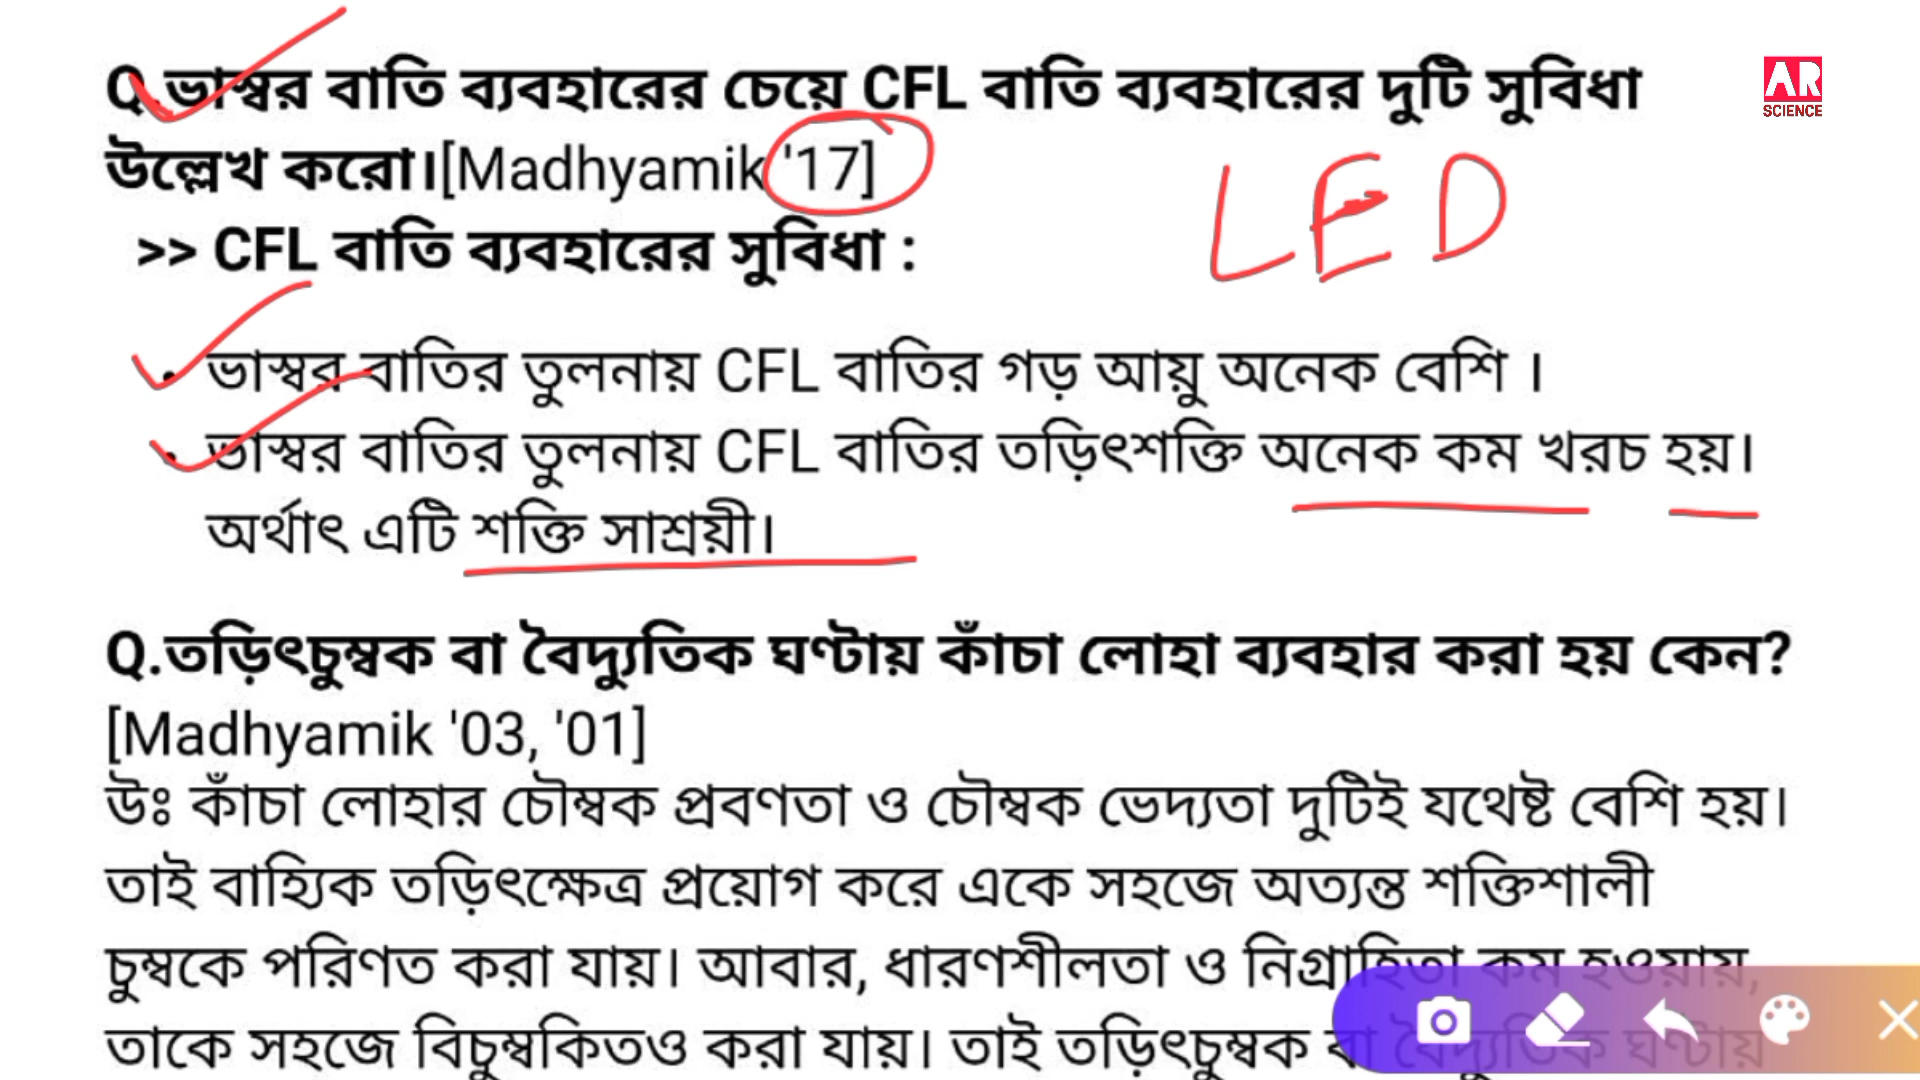 Q.ভাস্বর বাতি ব্যবহারের চেয়ে CFL বাতি ব্যবহারের দুটি সুবিধা
উল্লেখ করো।[Madhyamik '17]
AR
SCIENCE
LED
>> CFL বাতি ব্যবহারের সুবিধা :
• ভাস্বর বাতির তুলনায় CFL বাতির গড় আয়ু অনেক বেশি ।
• ভাস্বর বাতির তুলনায় CFL বাতির তড়িৎশক্তি অনেক কম খরচ হয়।
অর্থাৎ এটি শক্তি সাশ্রয়ী।
Q.তড়িৎচুম্বক বা বৈদ্যুতিক ঘণ্টায় কাঁচা লোহা ব্যবহার করা হয় কেন?
[Madhyamik '03, '01]
উঃ কাঁচা লোহার চৌম্বক প্রবণতা ও চৌম্বক ভেদ্যতা দুটিই যথেষ্ট বেশি হয়।
তাই বাহ্যিক তড়িৎক্ষেত্র প্রয়োগ করে একে সহজে অত্যন্ত শক্তিশালী
চুম্বকে পরিণত করা যায়। আবার, ধারণশীলতা ও নিগ্রাহিতা কম হওয়ায়,
তাকে সহজে বিচুম্বকিতও করা যায়। তাই তড়িৎচুম্বক বা বৈদ্যুতিক ঘণ্টায়